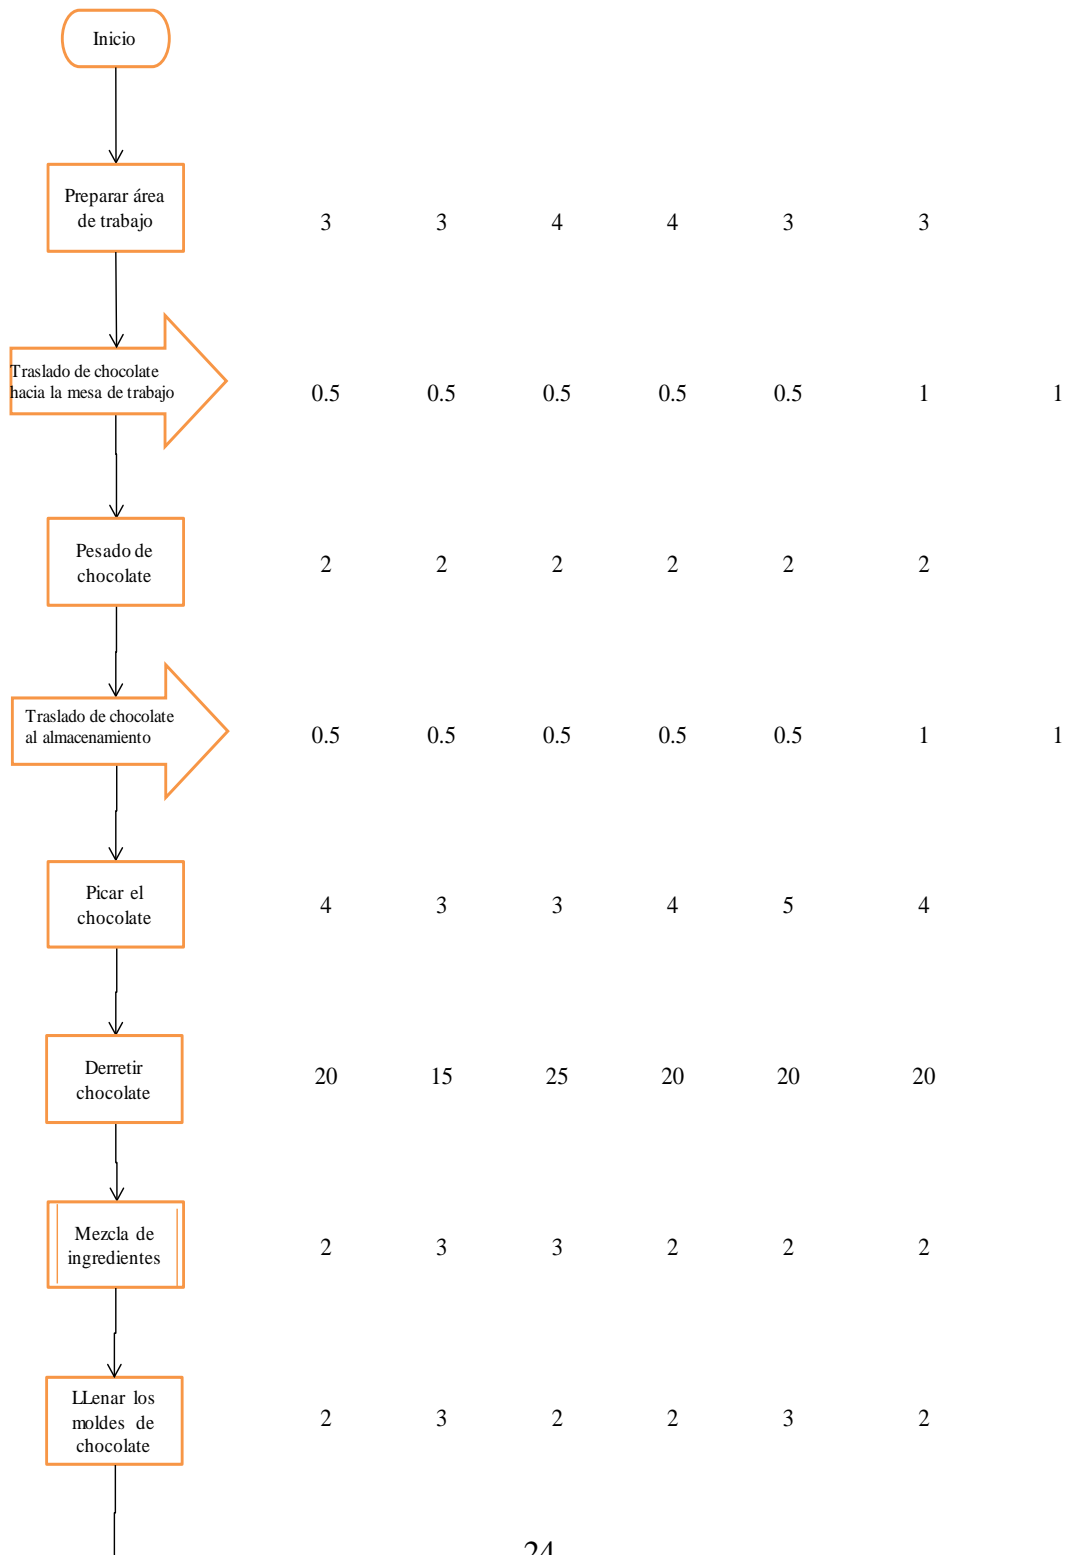 Inicio
Preparar área
de trabajo
3 3 4 4 3 3
Traslado de chocolate
hacia la mesa de trabajo
0.5 0.5 0.5 0.5 0.5 1 1
Pesado de
chocolate
2 2 2 2 2 2
Traslado de chocolate
al almacenamiento
0.5 0.5 0.5 0.5 0.5 1 1
Picar el
chocolate
4 3 3 4 5 4
Derretir
chocolate
20 15 25 20 20 20
Mezcla de
ingredientes
2 3 3 2 2 2
LLenar los
moldes de
chocolate
2 3 2 2 3 2
24